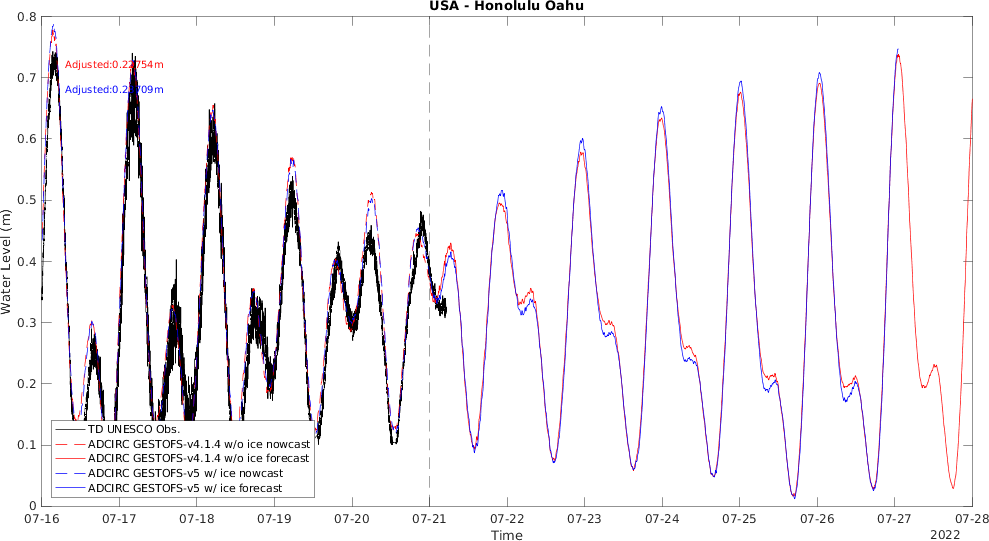 USA - Honolulu Oahu
0.8
0.7
0.6
0.5
0.4
0.3
0.2
0.1
0
Water Level (m)
Adjusted:0.22754m
TD UNESCO Obs.
ADCIRC GESTOFS-v4.1.4 w/o ice nowcast
ADCIRC GESTOFS-v4.1.4 w/o ice forecast
ADCIRC GESTOFS-v5 w/ ice nowcast
ADCIRC GESTOFS-v5 w/ ice forecast
07-16 07-17 07-18 07-19 07-20 07-21 07-22 07-23 07-24 07-25 07-26 07-27 07-28
Time
2022